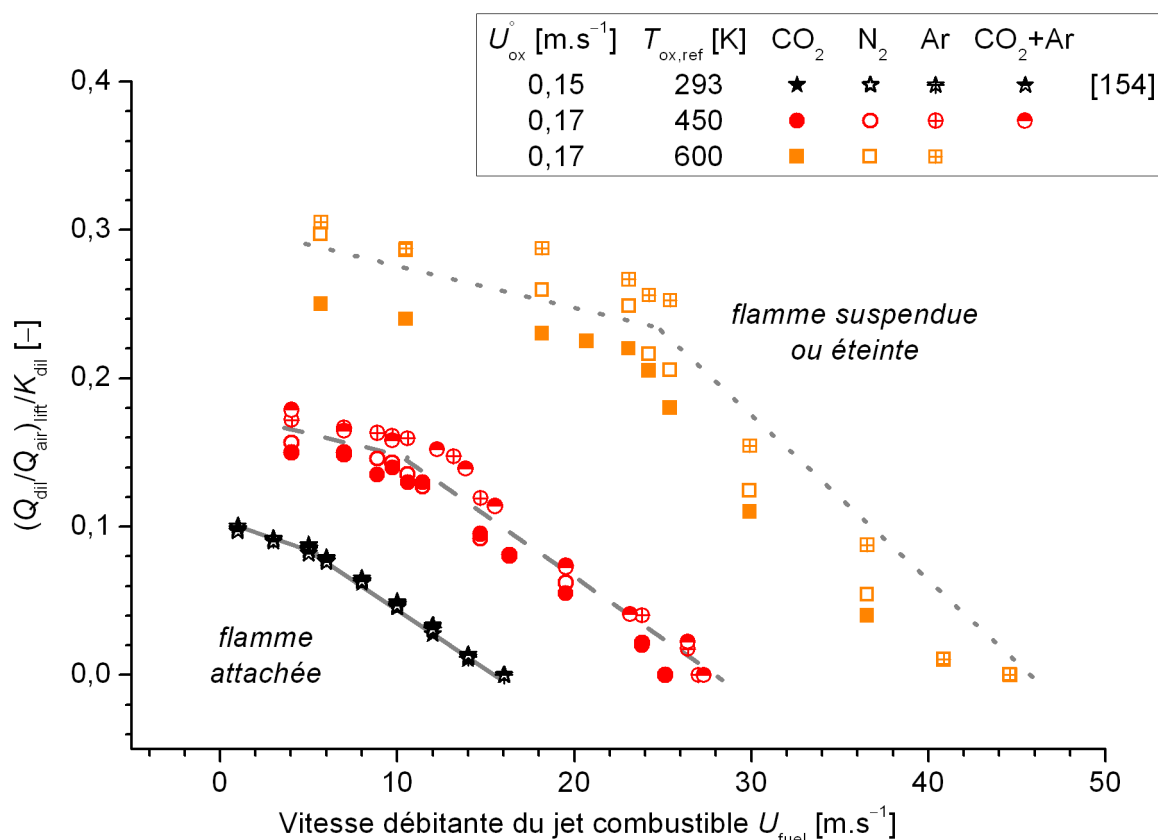 U°ox [m.s⁻¹] Tox,ref [K] CO₂ N₂ Ar CO₂+Ar
0,15 293 [154]
0,17 450
0,17 600
0,4
0,3
0,2
0,1
0,0
(Qdil/Qair)lift/Kdil [−]
flamme suspendue
ou éteinte
flamme
attachée
0 10 20 30 40 50
Vitesse débitante du jet combustible Ufuel [m.s⁻¹]